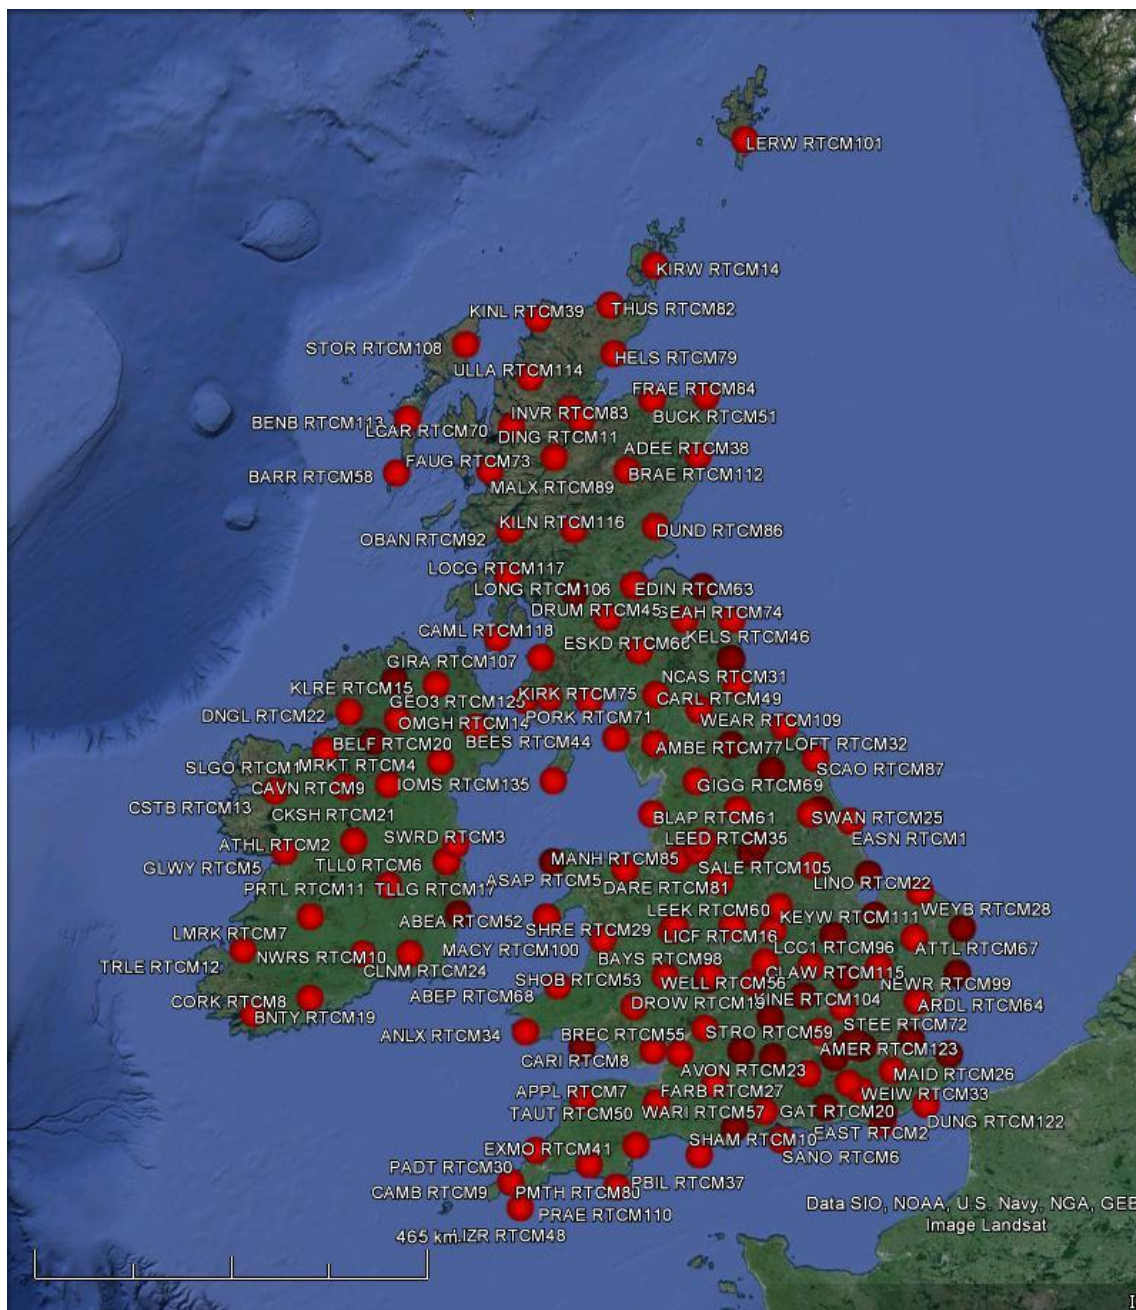 LERW RTCM101
KIRW RTCM14
THUS RTCM82
KINL RTCM39
STOR RTCM108
HELS RTCM79
ULLA RTCM114
FRAE RTCM84
INVR RTCM83
BUCK RTCM51
BENB RTCM113
LCAR RTCM70
DING RTCM11
ADEE RTCM38
FAUG RTCM73
BRAE RTCM112
BARR RTCM58
MALX RTCM89
KILN RTCM116
DUND RTCM86
OBAN RTCM92
LOCG RTCM117
LONG RTCM106
EDIN RTCM63
DRUM RTCM45
SEAH RTCM74
CAML RTCM118
KELS RTCM46
ESKD RTCM66
GIRA RTCM107
NCAS RTCM31
KLRE RTCM15
KIRK RTCM75
CARL RTCM49
GEO3 RTCM125
DNGL RTCM22
OMGH RTCM14
PORK RTCM71
WEAR RTCM109
BELF RTCM20
BEES RTCM44
AMBE RTCM77
LOFT RTCM32
SLGO RTCM1
MRKT RTCM4
SCAO RTCM87
CAVN RTCM9
IOMS RTCM135
GIGG RTCM69
CSTB RTCM13
CKSH RTCM21
BLAP RTCM61
SWAN RTCM25
SWRD RTCM3
LEED RTCM35
EASN RTCM1
ATHL RTCM2
GLWY RTCM5
TLL0 RTCM6
MANH RTCM85
SALE RTCM105
ASAP RTCM5
LINO RTCM22
PRTL RTCM11
TLLG RTCM17
DARE RTCM81
ABEA RTCM52
LEEK RTCM60
KEYW RTCM111
WEYB RTCM28
LMRK RTCM7
SHRE RTCM29
LICF RTCM16
MACY RTCM100
LCC1 RTCM96
ATTL RTCM67
NWRS RTCM10
TRLE RTCM12
CLNM RTCM24
BAYS RTCM98
CLAW RTCM115
SHOB RTCM53
WELL RTCM56
NEWR RTCM99
ABEP RTCM68
CORK RTCM8
DROW RTCM19
GINE RTCM104
ARDL RTCM64
BNTY RTCM19
STEE RTCM72
ANLX RTCM34
BREC RTCM55
STRO RTCM59
AMER RTCM123
CARI RTCM8
AVON RTCM23
MAID RTCM26
APPL RTCM7
FARB RTCM27
WEIW RTCM33
TAUT RTCM50
WARI RTCM57
GAT RTCM20
DUNG RTCM122
EAST RTCM2
SHAM RTCM10
EXMO RTCM41
SANO RTCM6
PADT RTCM30
PBIL RTCM37
CAMB RTCM9
PMTH RTCM80
PRAE RTCM110
Data SIO, NOAA, U.S. Navy, NGA, GEB
Image Landsat
465 km
LIZR RTCM48